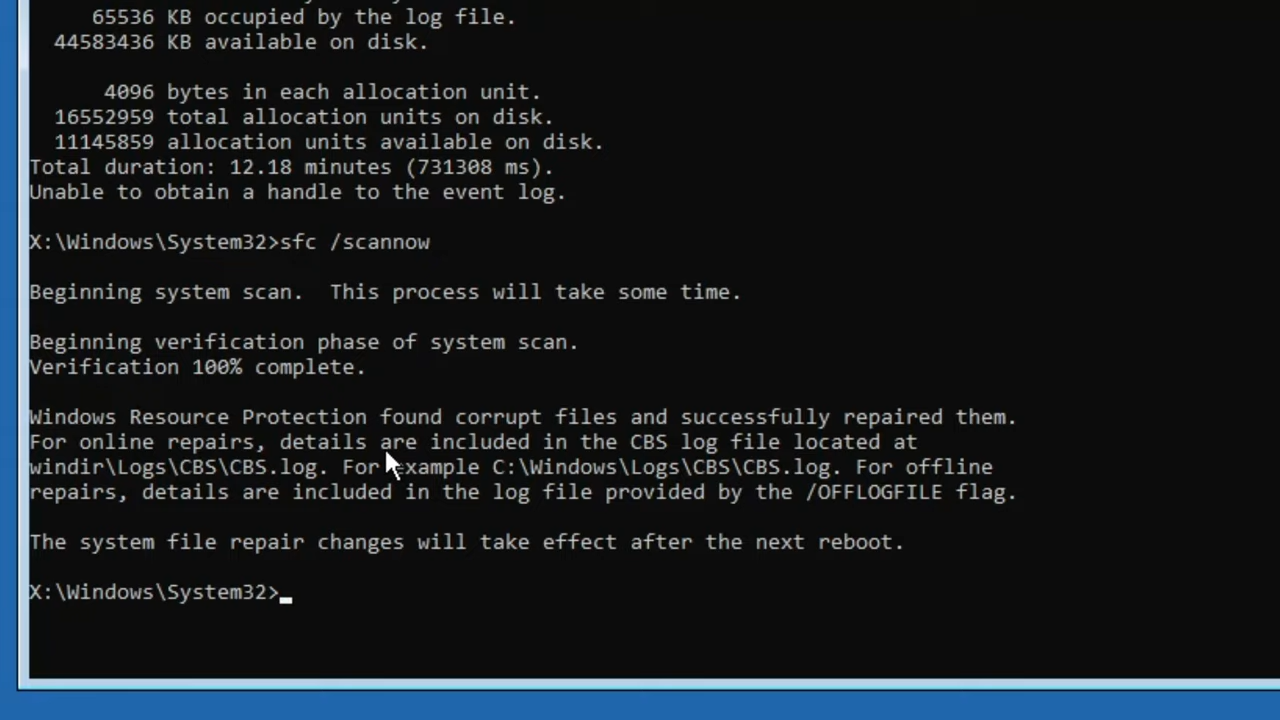 65536 KB occupied by the log file.
44583436 KB available on disk.
4096 bytes in each allocation unit.
16552959 total allocation units on disk.
11145859 allocation units available on disk.
Total duration: 12.18 minutes (731308 ms).
Unable to obtain a handle to the event log.
X:\Windows\System32>sfc /scannow
Beginning system scan.  This process will take some time.
Beginning verification phase of system scan.
Verification 100% complete.
Windows Resource Protection found corrupt files and successfully repaired them.
For online repairs, details are included in the CBS log file located at
windir\Logs\CBS\CBS.log. For example C:\Windows\Logs\CBS\CBS.log. For offline
repairs, details are included in the log file provided by the /OFFLOGFILE flag.
The system file repair changes will take effect after the next reboot.
X:\Windows\System32>